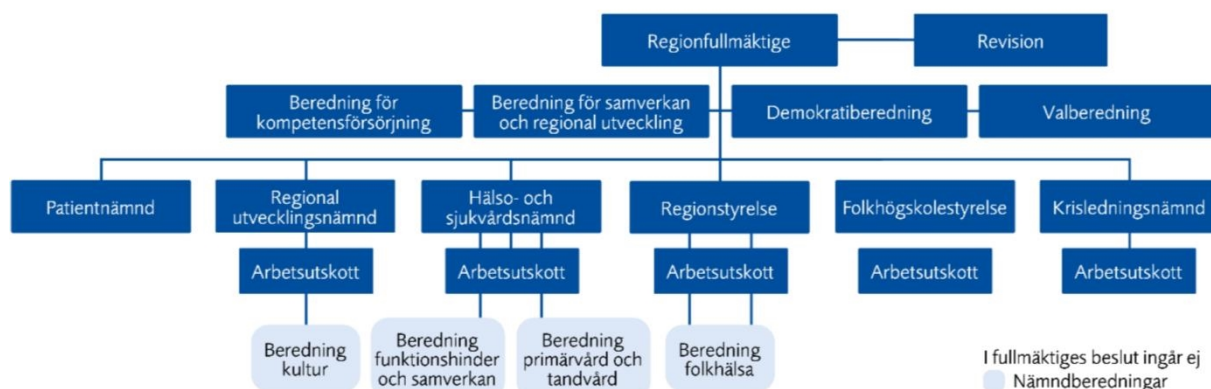 Regionfullmäktige
Revision
Beredning för
kompetensförsörjning
Beredning för samverkan
och regional utveckling
Demokratiberedning
Valberedning
Patientnämnd
Regional
utvecklingsnämnd
Hälso- och
sjukvårdsnämnd
Regionstyrelse
Folkhögskolestyrelse
Krisledningsnämnd
Arbetsutskott
Arbetsutskott
Arbetsutskott
Arbetsutskott
Arbetsutskott
Beredning
kultur
Beredning
funktionshinder
och samverkan
Beredning
primärvård och
tandvård
Beredning
folkhälsa
I fullmäktiges beslut ingår ej
Nämndberedningar